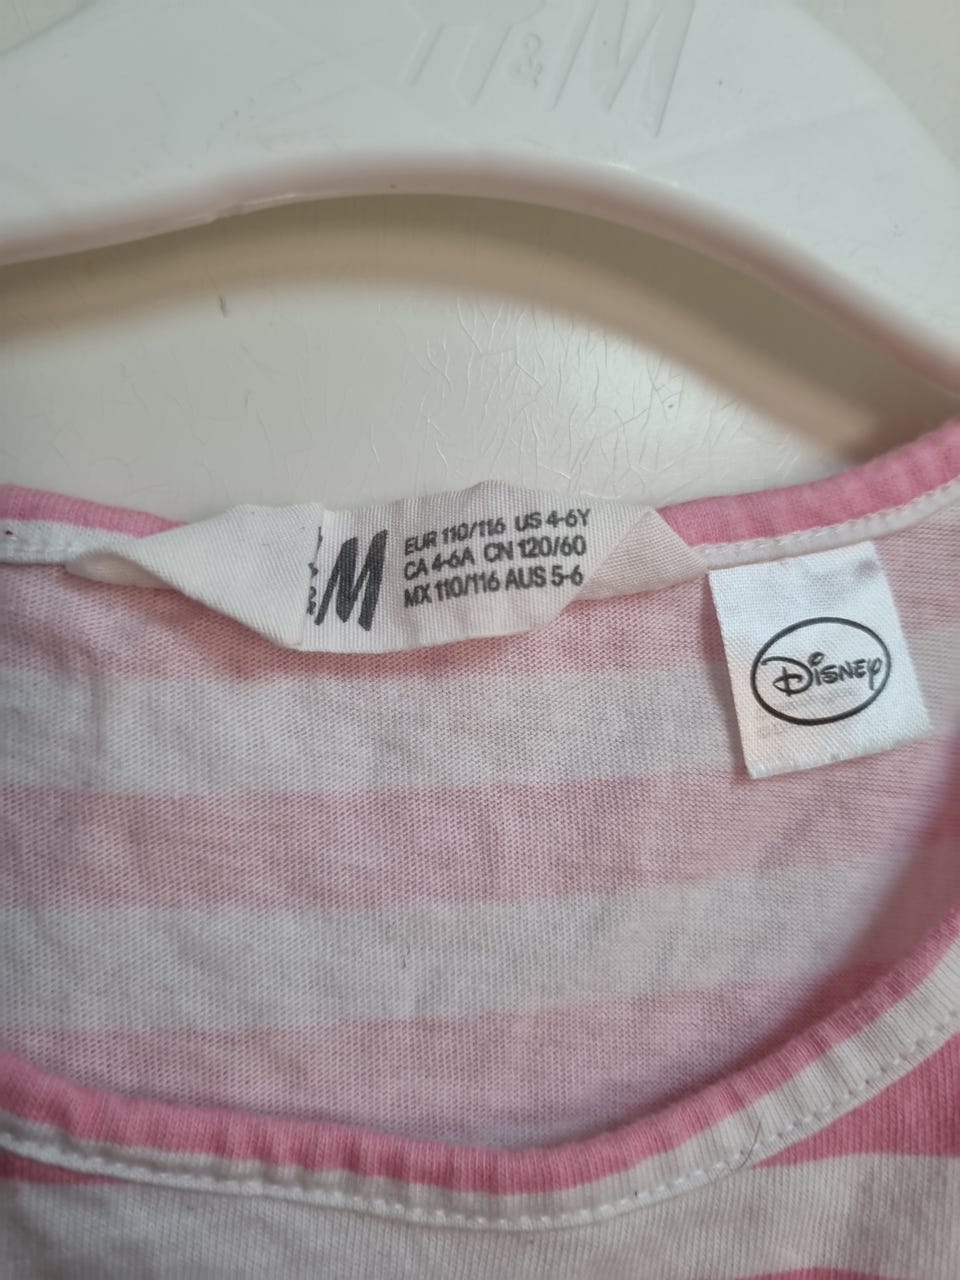 H&M
M
EUR 110/116 US 4-6Y
CA 4-6A CN 120/60
MX 110/116 AUS 5-6
Disney